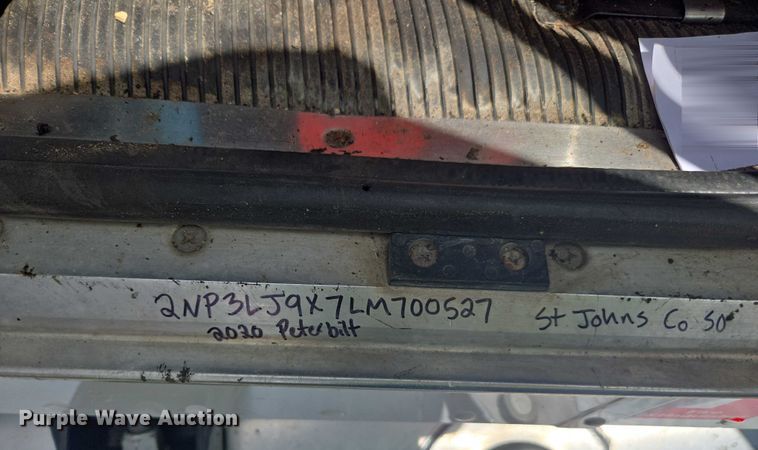 2NP3LJ9X7LM700527 St Johns Co SO
2020 Peterbilt
Purple Wave Auction